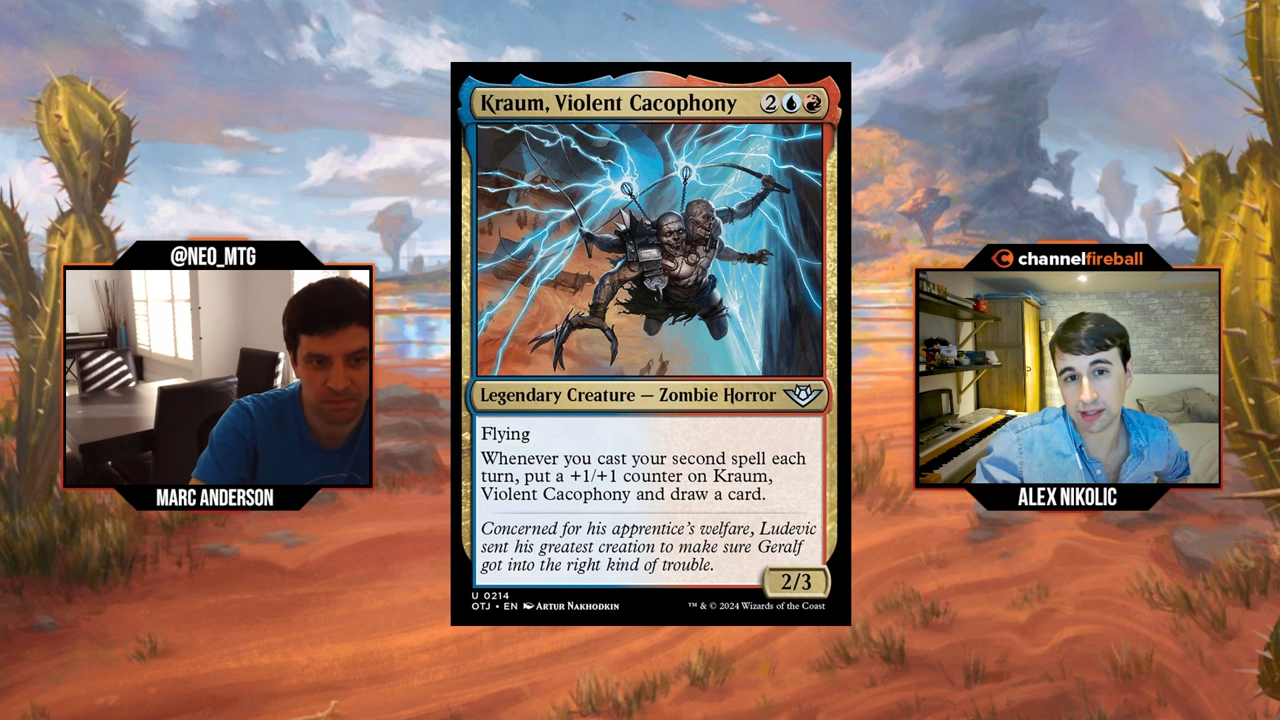 Kraum, Violent Cacophony 2
@NEO_MTG
MARC ANDERSON
Legendary Creature — Zombie Horror
Flying
Whenever you cast your second spell each
turn, put a +1/+1 counter on Kraum,
Violent Cacophony and draw a card.
Concerned for his apprentice's welfare, Ludevic
sent his greatest creation to make sure Geralf
got into the right kind of trouble.
2/3
U 0214
OTJ • EN ARTUR NAKHODKIN
™ & © 2024 Wizards of the Coast
channelfireball
ALEX NIKOLIC